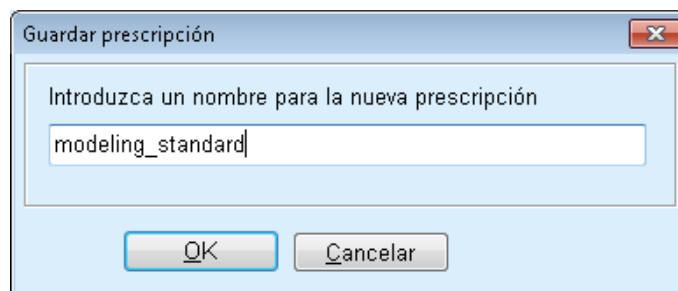 Guardar prescripción
Introduzca un nombre para la nueva prescripción
modeling_standard
OK
Cancelar